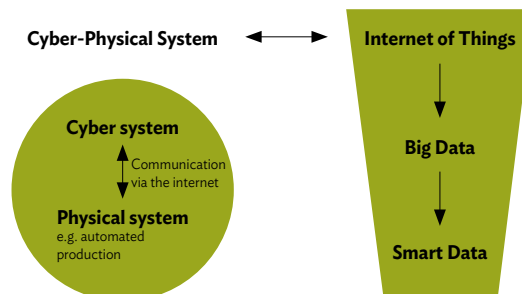 Cyber-Physical System
Internet of Things
Cyber system
Communication
via the internet
Physical system
e.g. automated
production
Big Data
Smart Data